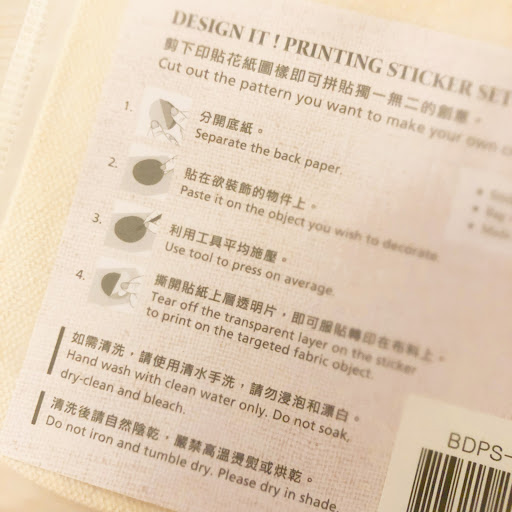 DESIGN IT ! PRINTING STICKER SET
剪下印貼花紙圖樣即可拼貼獨一無二的創意。
Cut out the pattern you want to make your own
1. 分開底紙。
Separate the back paper.
2. 貼在欲裝飾的物件上。
Paste it on the object you wish to decorate.
3. 利用工具平均施壓。
Use tool to press on average.
4. 撕開貼紙上層透明片，即可服貼轉印在布料上。
Tear off the transparent layer on the sticker
to print on the targeted fabric object.
如需清洗，請使用清水手洗，請勿浸泡和漂白。
Hand wash with clean water only. Do not soak,
dry-clean and bleach.
清洗後請自然陰乾，嚴禁高溫燙熨或烘乾。
Do not iron and tumble dry. Please dry in shade.
BDPS-